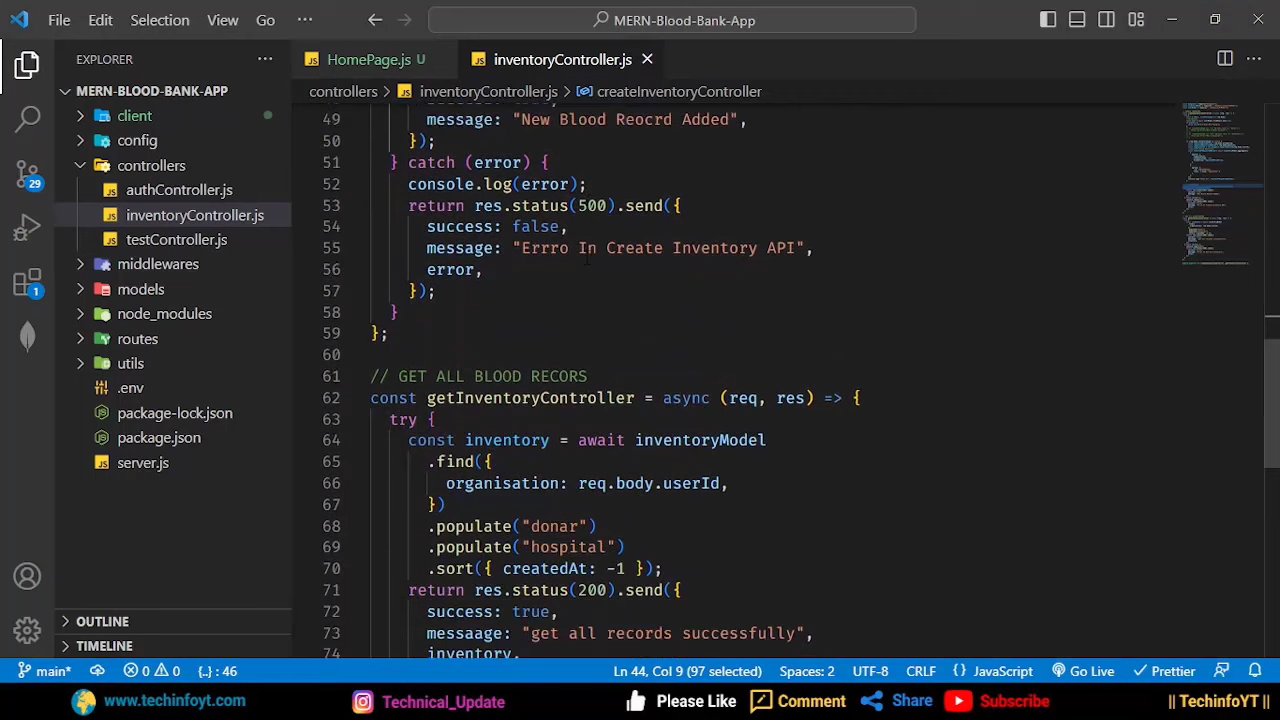 File Edit Selection View Go ··· MERN-Blood-Bank-App
EXPLORER ···
MERN-BLOOD-BANK-APP
client
config
controllers
authController.js
inventoryController.js
testController.js
middlewares
models
node_modules
routes
utils
.env
package-lock.json
package.json
server.js
OUTLINE
TIMELINE
29
1
HomePage.js U inventoryController.js
controllers > inventoryController.js > createInventoryController
49 message: "New Blood Reocrd Added",
50 });
51 } catch (error) {
52 console.log(error);
53 return res.status(500).send({
54 success: false,
55 message: "Errro In Create Inventory API",
56 error,
57 });
58 }
59 };
60
61 // GET ALL BLOOD RECORS
62 const getInventoryController = async (req, res) => {
63 try {
64 const inventory = await inventoryModel
65 .find({
66 organisation: req.body.userId,
67 })
68 .populate("donar")
69 .populate("hospital")
70 .sort({ createdAt: -1 });
71 return res.status(200).send({
72 success: true,
73 messaage: "get all records successfully",
74 inventory,
main* 0 0 {..} : 46 Ln 44, Col 9 (97 selected) Spaces: 2 UTF-8 CRLF {} JavaScript Go Live Prettier
www.techinfoyt.com Technical_Update Please Like Comment Share Subscribe || TechinfoYT ||